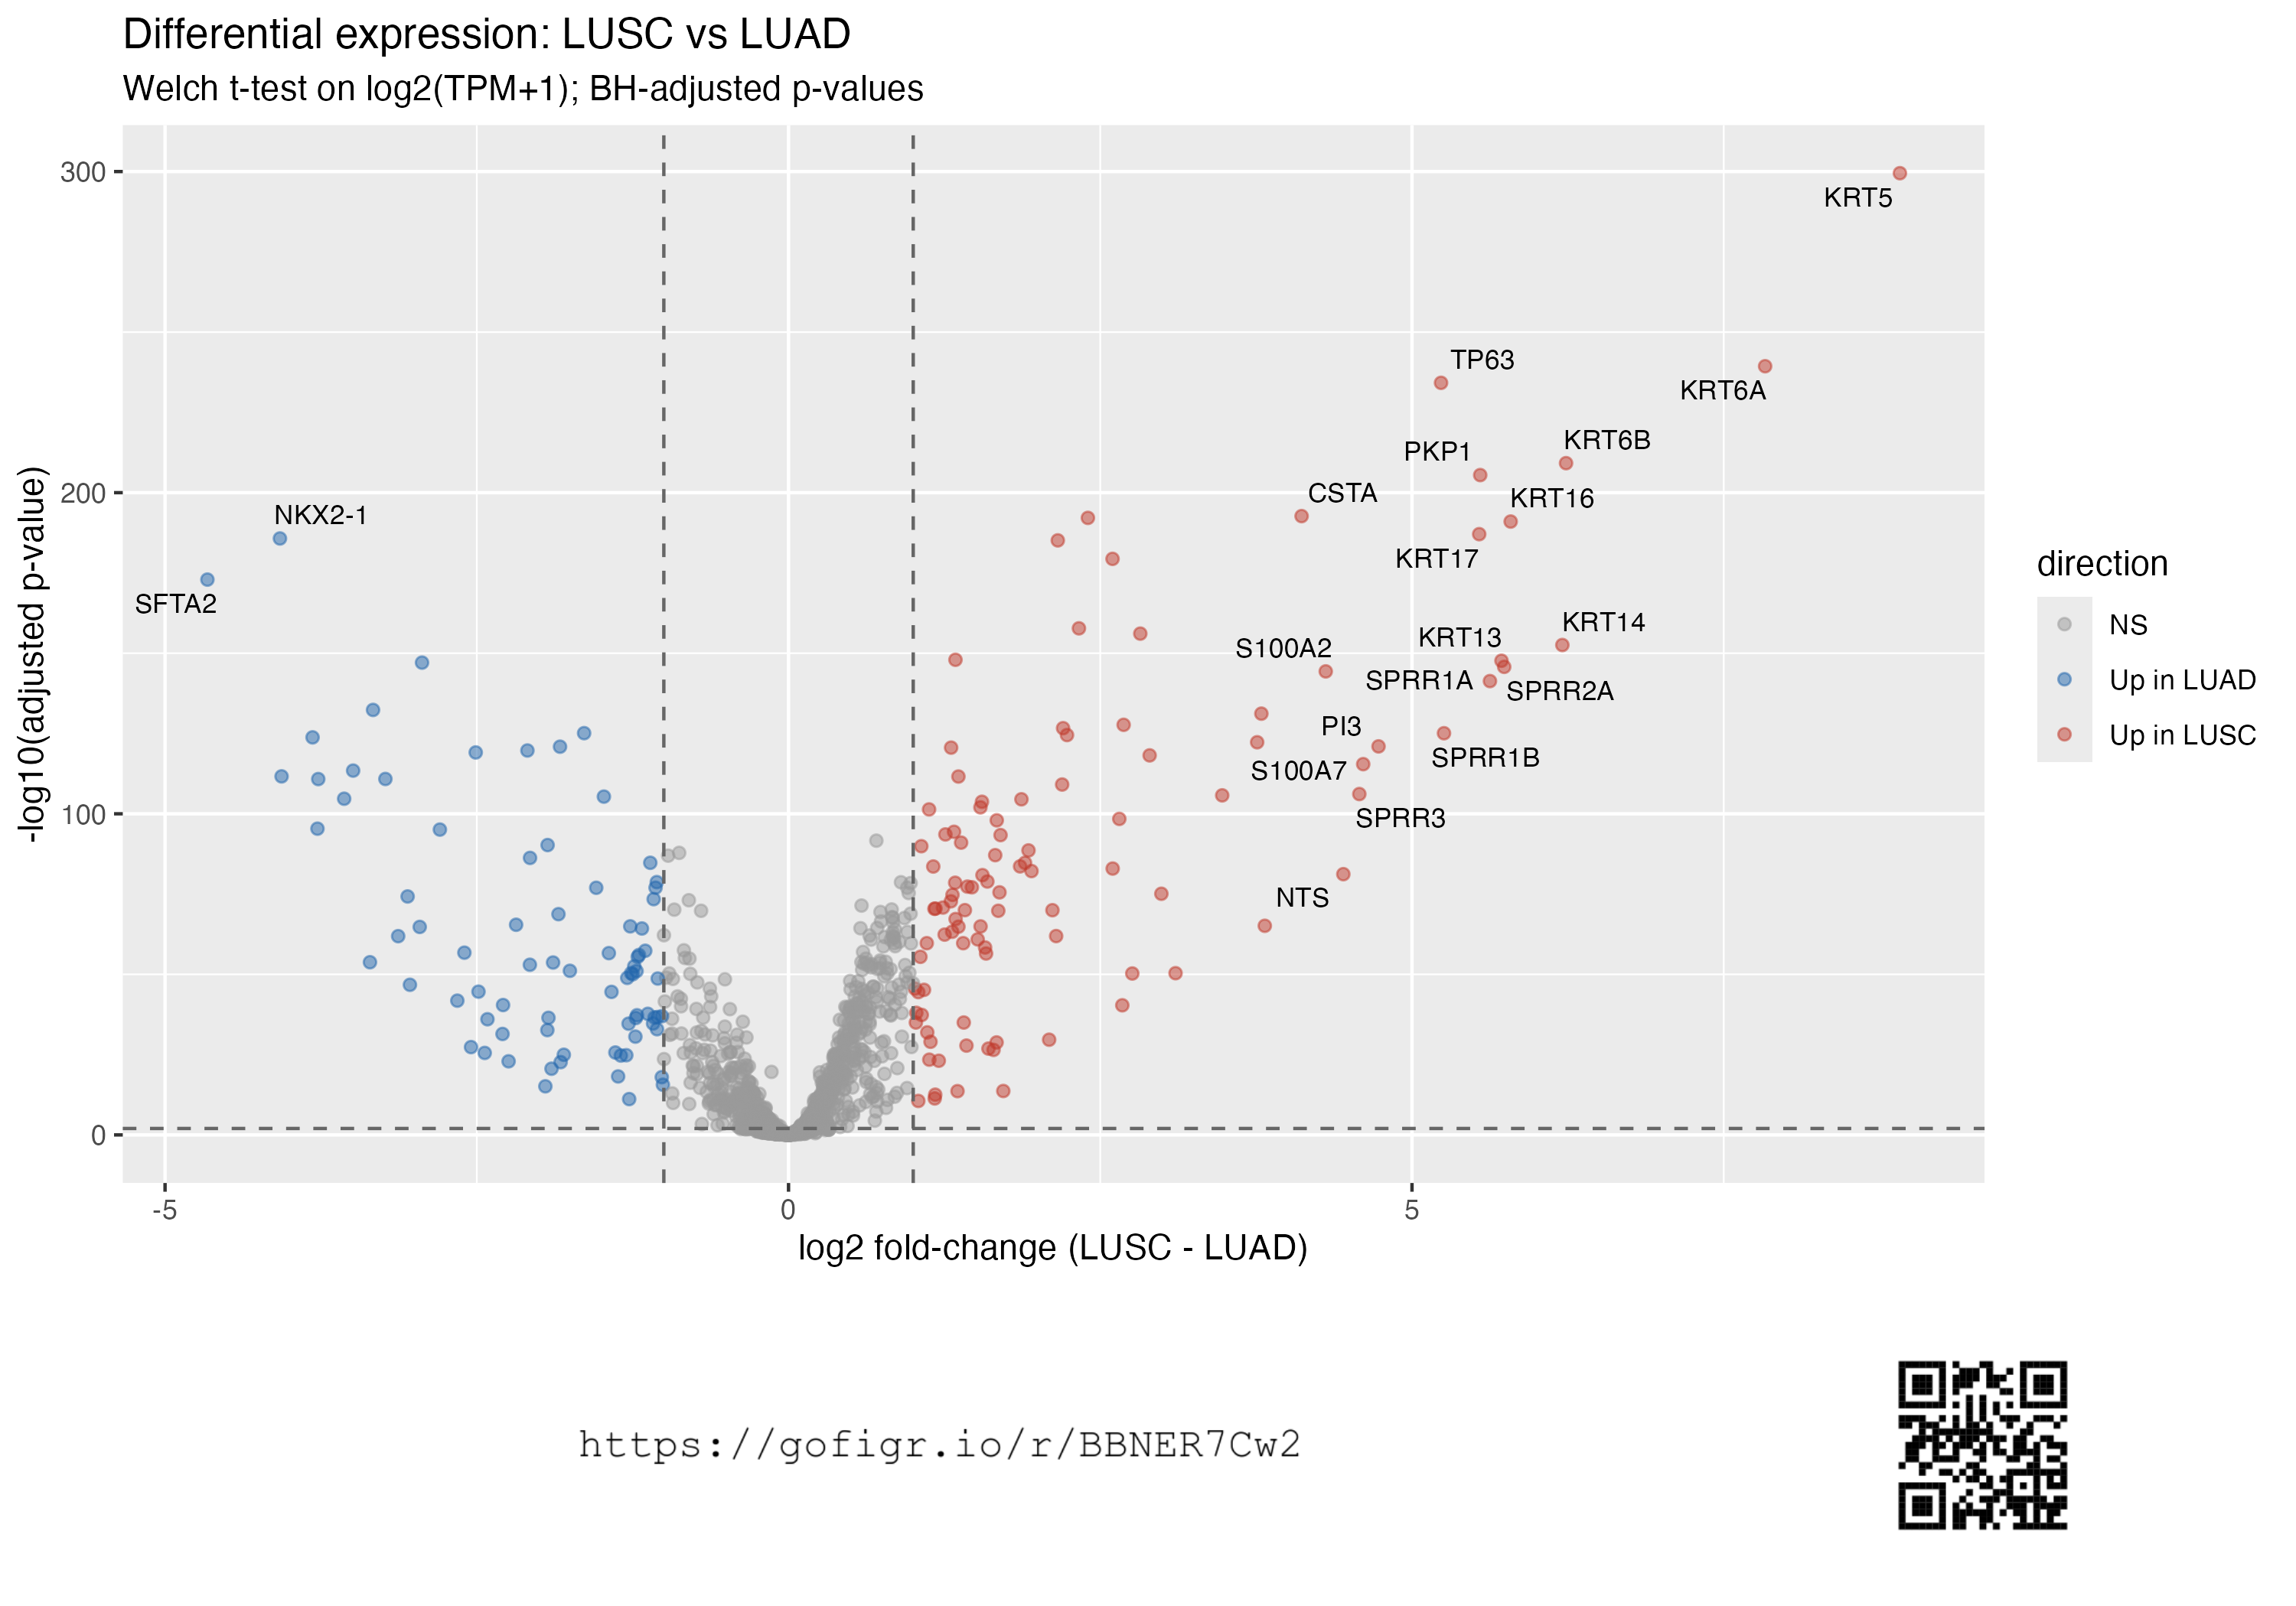 Differential expression: LUSC vs LUAD
Welch t-test on log2(TPM+1); BH-adjusted p-values
-log10(adjusted p-value)
300
200
100
0
KRT5
TP63
KRT6A
KRT6B
PKP1
CSTA
KRT16
NKX2-1
KRT17
SFTA2
KRT14
KRT13
S100A2
SPRR1A
SPRR2A
PI3
SPRR1B
S100A7
SPRR3
NTS
-5
0
5
log2 fold-change (LUSC - LUAD)
direction
NS
Up in LUAD
Up in LUSC
https://gofigr.io/r/BBNER7Cw2